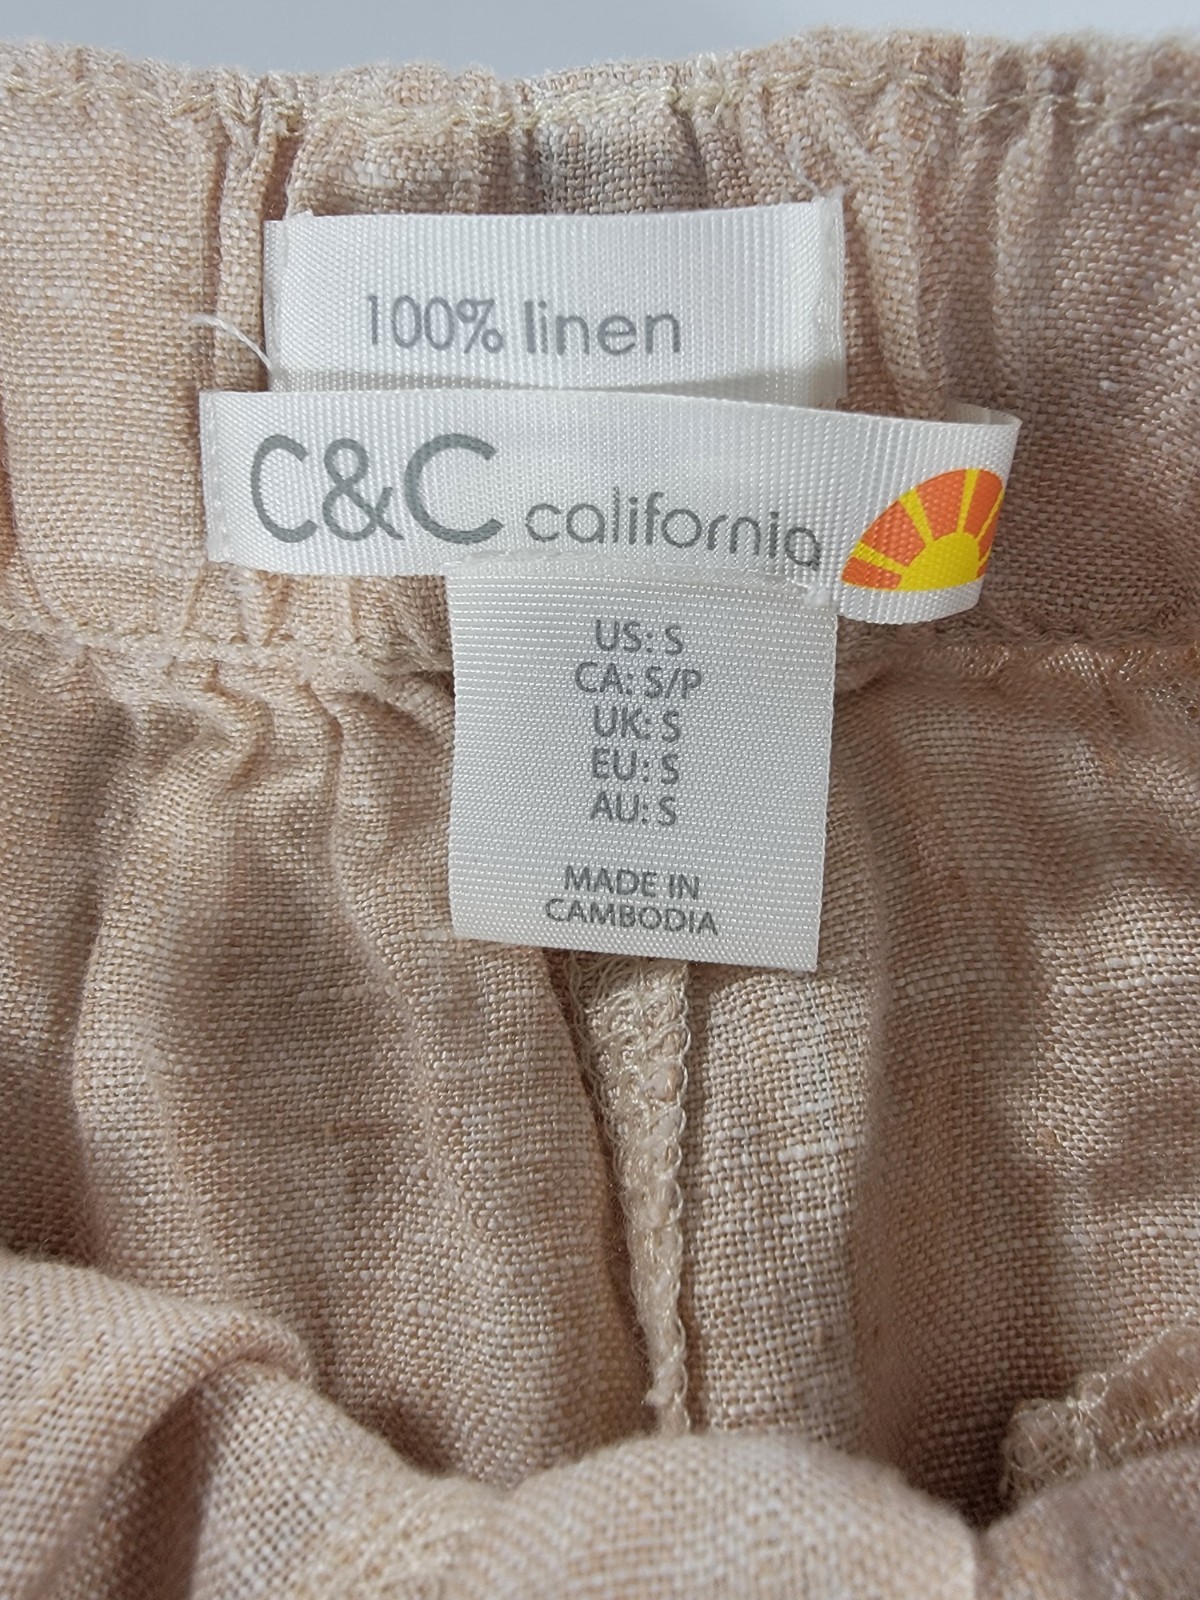 100% linen
C&C california
US: S
CA: S/P
UK: S
EU: S
AU: S
MADE IN
CAMBODIA